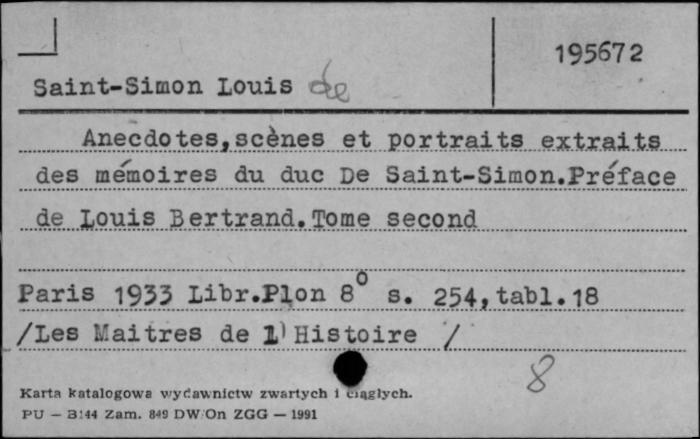 195672
Saint-Simon Louis de
Anecdotes,scènes et portraits extraits
des mémoires du duc De Saint-Simon.Préface
de Louis Bertrand.Tome second
Paris 1933 Libr.Plon 8° s. 254,tabl.18
/Les Maitres de l'Histoire /
8
Karta katalogowa wydawnictw zwartych i ciągłych.
PU — B144 Zam. 849 DW/On ZGG — 1991